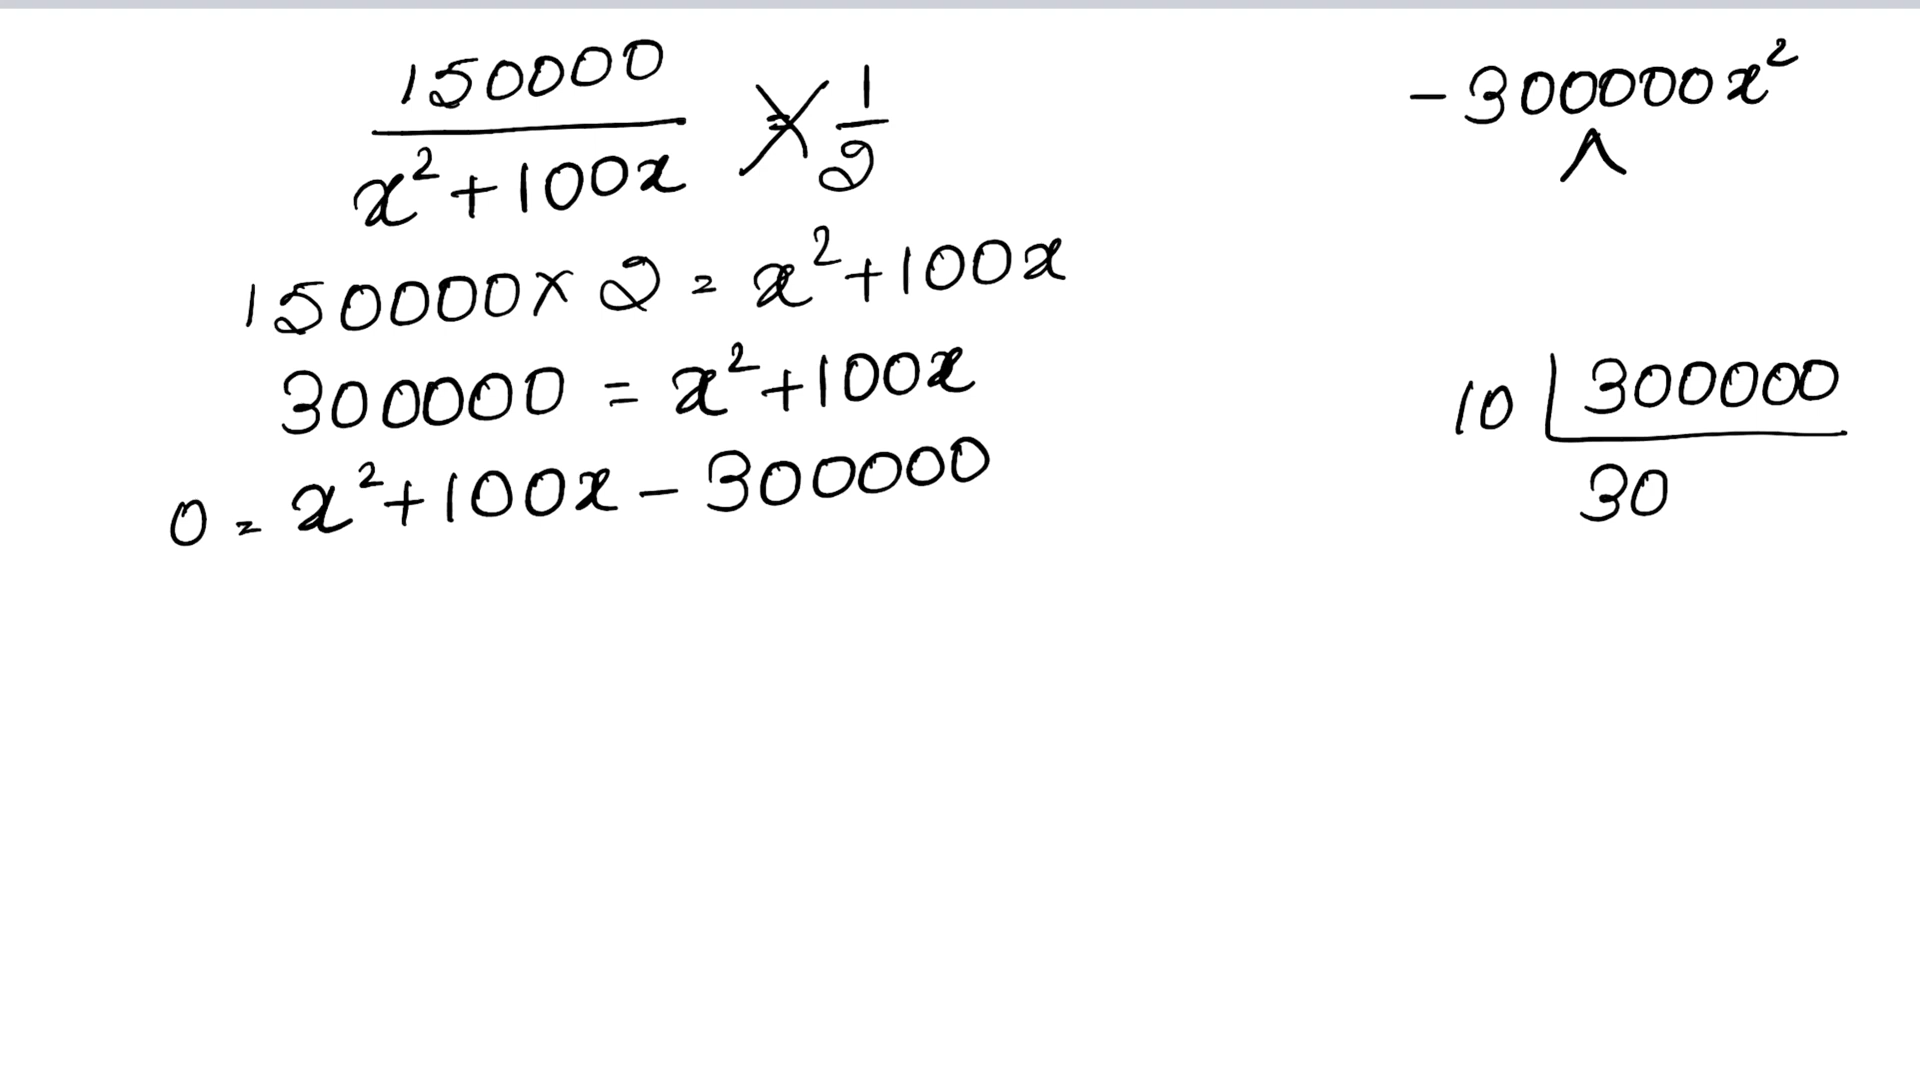 150000/(x²+100x) = 1/2
150000 × 2 = x²+100x
300000 = x²+100x
0 = x²+100x − 300000
−300000x²
10 | 300000
30